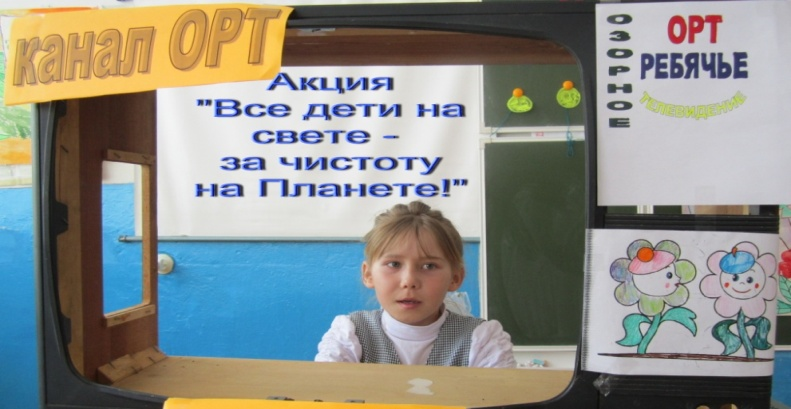 канал ОРТ
Акция
"Все дети на
свете -
за чистоту
на Планете!"
ОЗОРНОЕ
ОРТ
РЕБЯЧЬЕ
ТЕЛЕВИДЕНИЕ